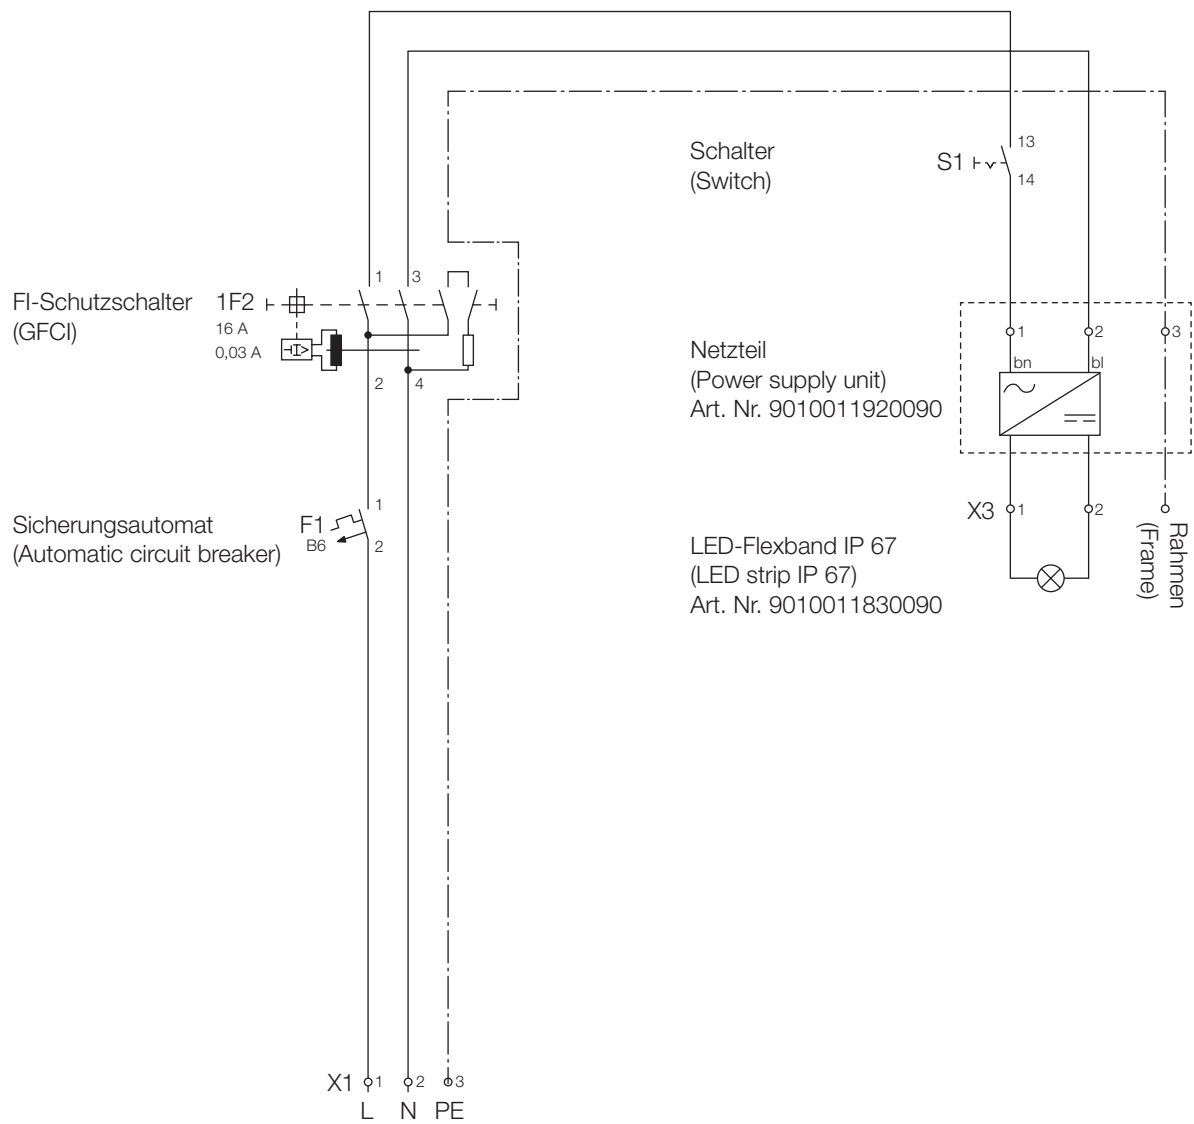 13
Schalter
(Switch)
S1
14
1
3
FI-Schutzschalter
(GFCI)
1F2
16 A
0,03 A
2
4
1
2
3
bn
bl
Netzteil
(Power supply unit)
Art. Nr. 9010011920090
Sicherungsautomat
(Automatic circuit breaker)
F1
B6
1
2
X3
1
2
Rahmen
(Frame)
LED-Flexband IP 67
(LED strip IP 67)
Art. Nr. 9010011830090
X1
1
2
3
L
N
PE